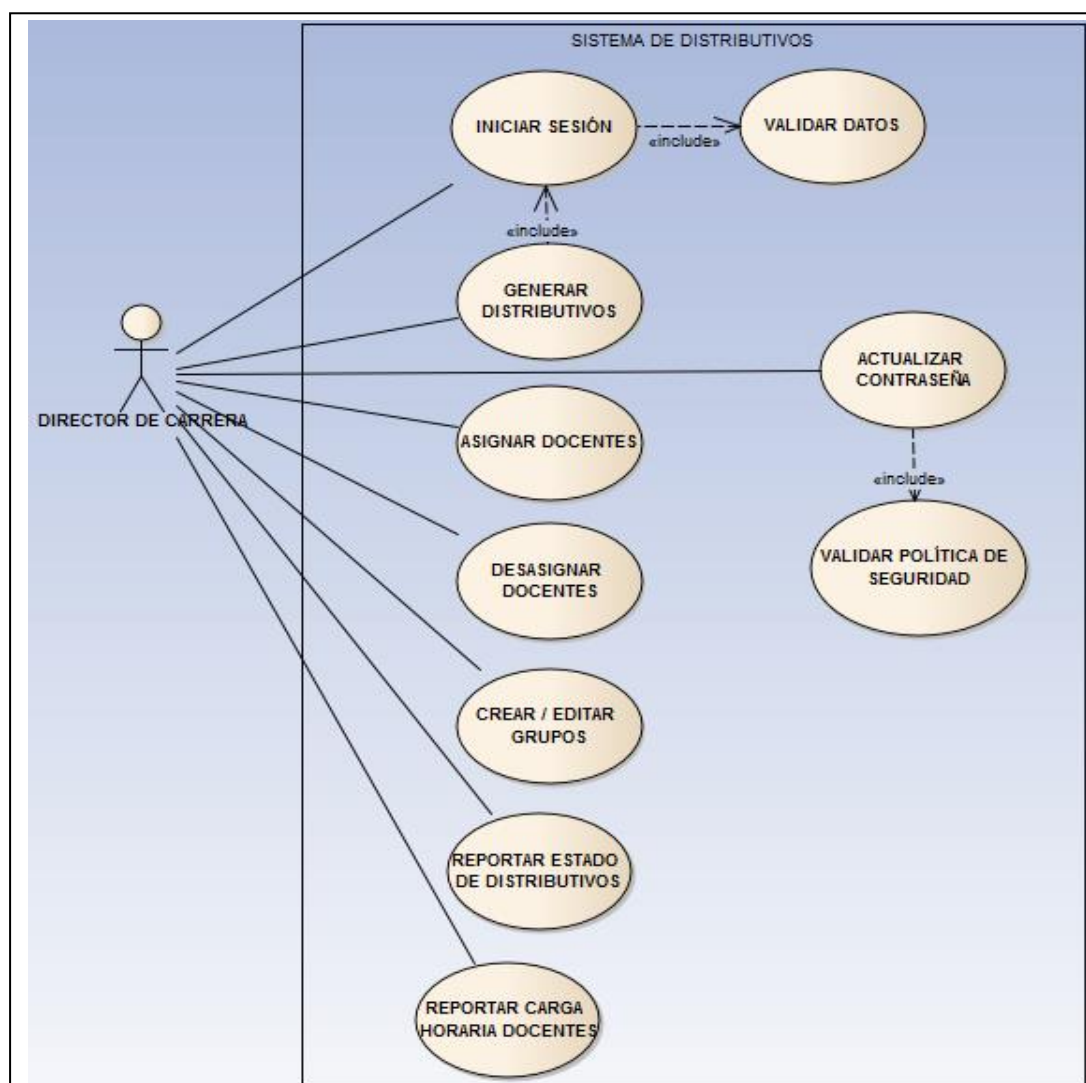 SISTEMA DE DISTRIBUTIVOS
INICIAR SESIÓN
«include»
VALIDAR DATOS
«include»
GENERAR
DISTRIBUTIVOS
ACTUALIZAR
CONTRASEÑA
DIRECTOR DE CARRERA
ASIGNAR DOCENTES
«include»
VALIDAR POLÍTICA DE
SEGURIDAD
DESASIGNAR
DOCENTES
CREAR / EDITAR
GRUPOS
REPORTAR ESTADO
DE DISTRIBUTIVOS
REPORTAR CARGA
HORARIA DOCENTES